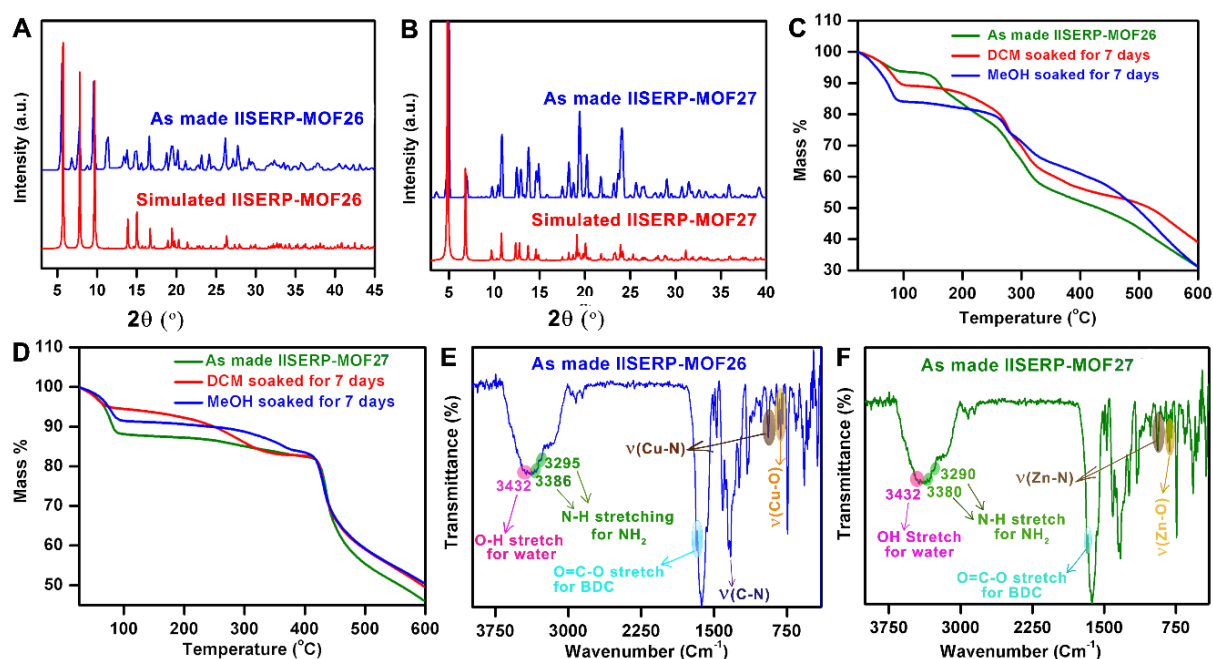 A
Intensity (a.u.)
As made IISERP-MOF26
Simulated IISERP-MOF26
5 10 15 20 25 30 35 40 45
2θ (°)
B
Intensity (a.u.)
As made IISERP-MOF27
Simulated IISERP-MOF27
5 10 15 20 25 30 35 40
2θ (°)
C
As made IISERP-MOF26
DCM soaked for 7 days
MeOH soaked for 7 days
110
100
90
80
70
60
50
40
30
Mass %
100 200 300 400 500 600
Temperature (°C)
D
As made IISERP-MOF27
DCM soaked for 7 days
MeOH soaked for 7 days
110
100
90
80
70
60
50
Mass %
100 200 300 400 500 600
Temperature (°C)
E
As made IISERP-MOF26
Transmittance (%)
ν(Cu-N)
3295
3432 3386
ν(Cu-O)
N-H stretching
for NH₂
O-H stretch
for water
O=C-O stretch
for BDC
ν(C-N)
3750 3000 2250 1500 750
Wavenumber (Cm⁻¹)
F
As made IISERP-MOF27
Transmittance (%)
ν(Zn-N)
3290
3432 3380
ν(Zn-O)
N-H stretch
for NH₂
OH Stretch
for water
O=C-O stretch
for BDC
3750 3000 2250 1500 750
Wavenumber (Cm⁻¹)